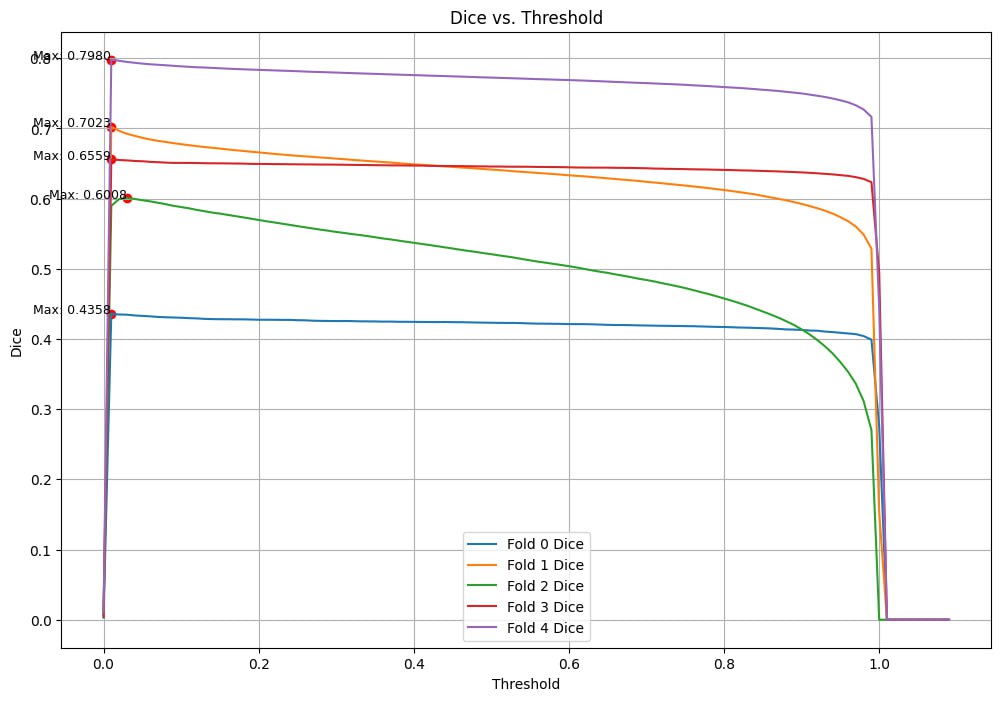 Dice vs. Threshold
Max: 0.7980
0.8
Max: 0.7023
0.7
Max: 0.6559
Max: 0.6008
0.6
0.5
Max: 0.4358
0.4
0.3
0.2
0.1
0.0
Dice
Fold 0 Dice
Fold 1 Dice
Fold 2 Dice
Fold 3 Dice
Fold 4 Dice
0.0 0.2 0.4 0.6 0.8 1.0
Threshold